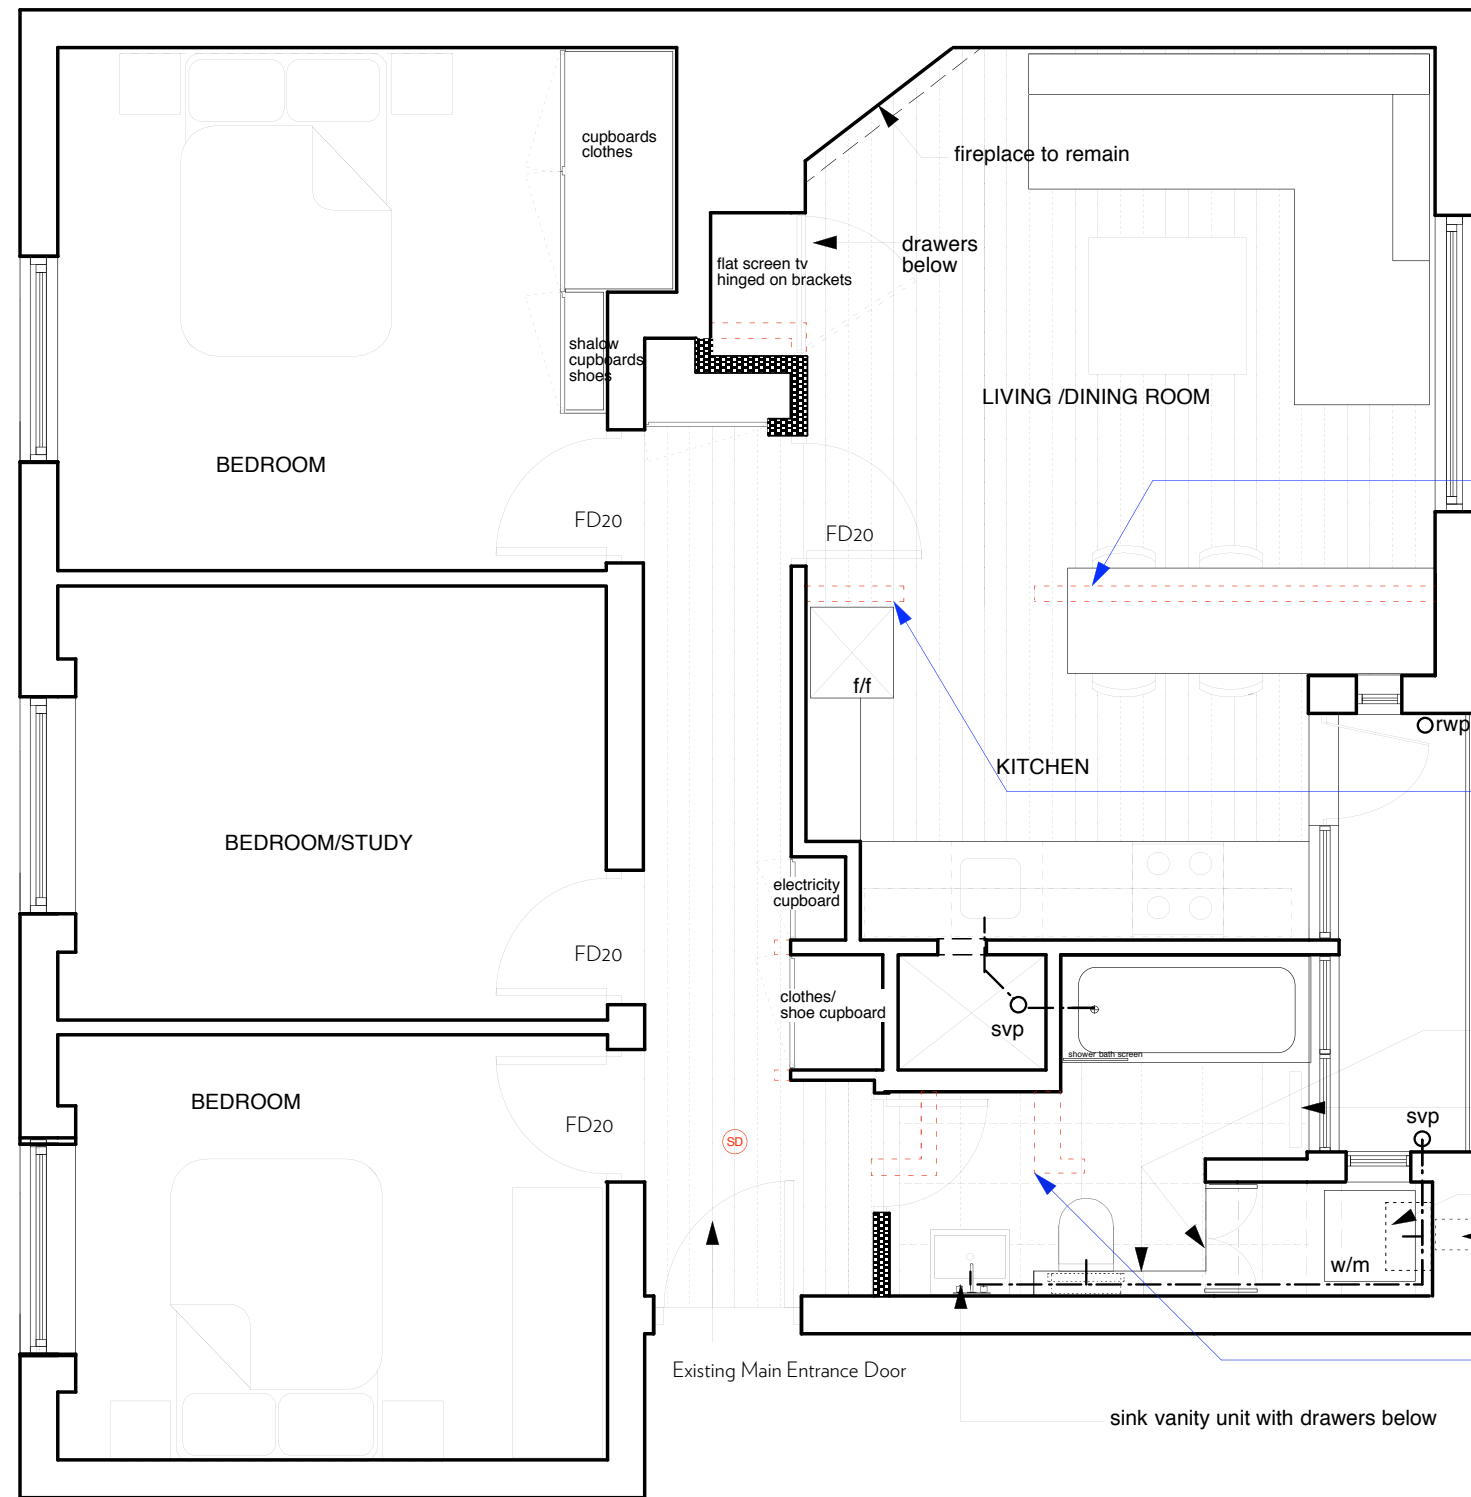 cupboards
clothes
fireplace to remain
drawers
below
flat screen tv
hinged on brackets
shalow
cupboards
shoes
LIVING /DINING ROOM
BEDROOM
FD20
FD20
f/f
rwp
KITCHEN
BEDROOM/STUDY
electricity
cupboard
FD20
clothes/
shoe cupboard
svp
shower bath screen
BEDROOM
FD20
SD
svp
w/m
Existing Main Entrance Door
sink vanity unit with drawers below